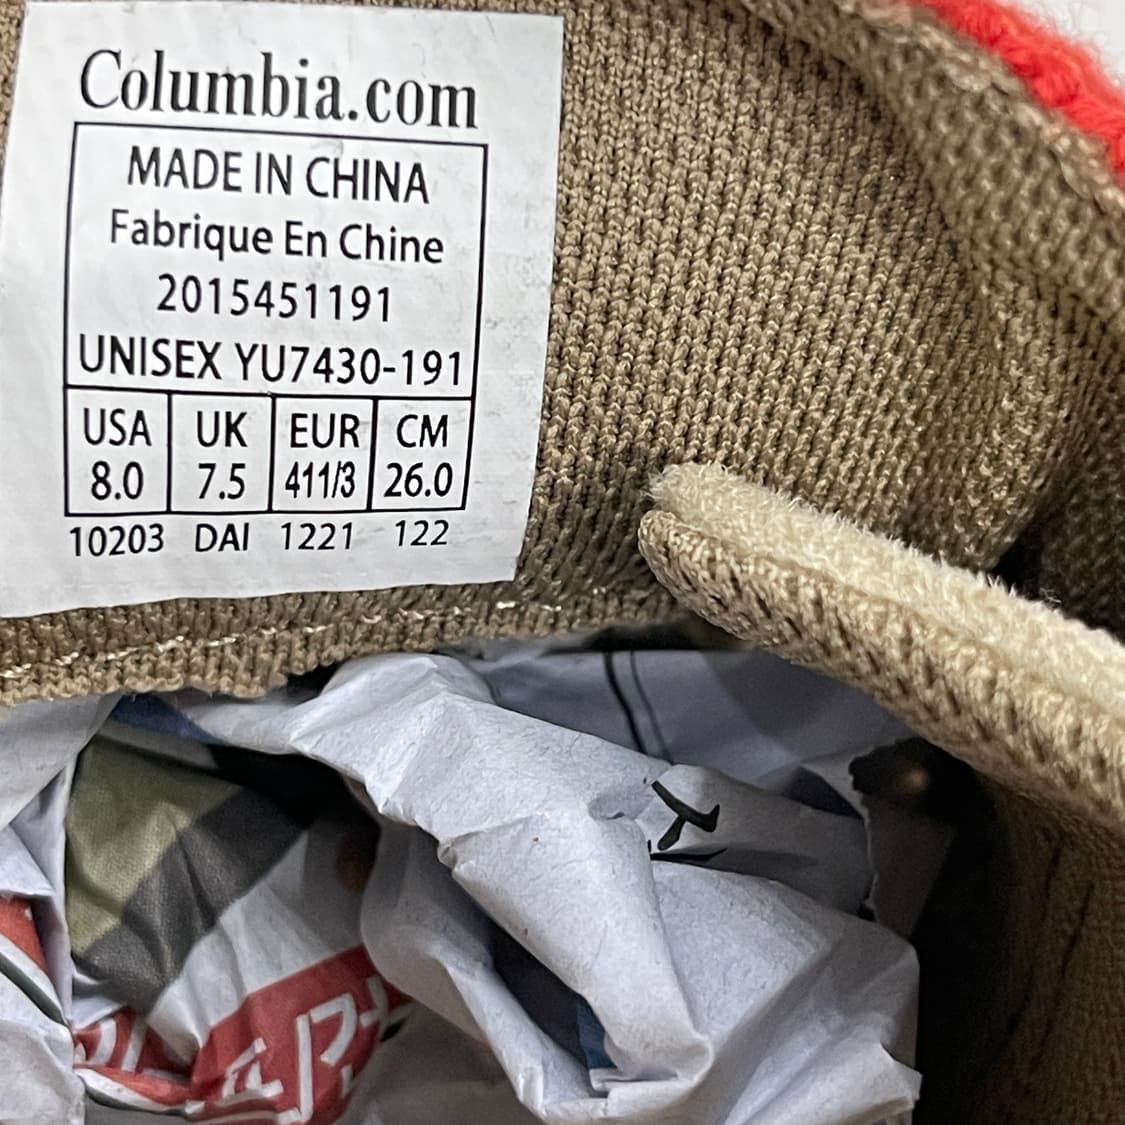 Columbia.com
MADE IN CHINA
Fabrique En Chine
2015451191
UNISEX YU7430-191
USA UK EUR CM
8.0 7.5 411/3 26.0
10203 DAI 1221 122